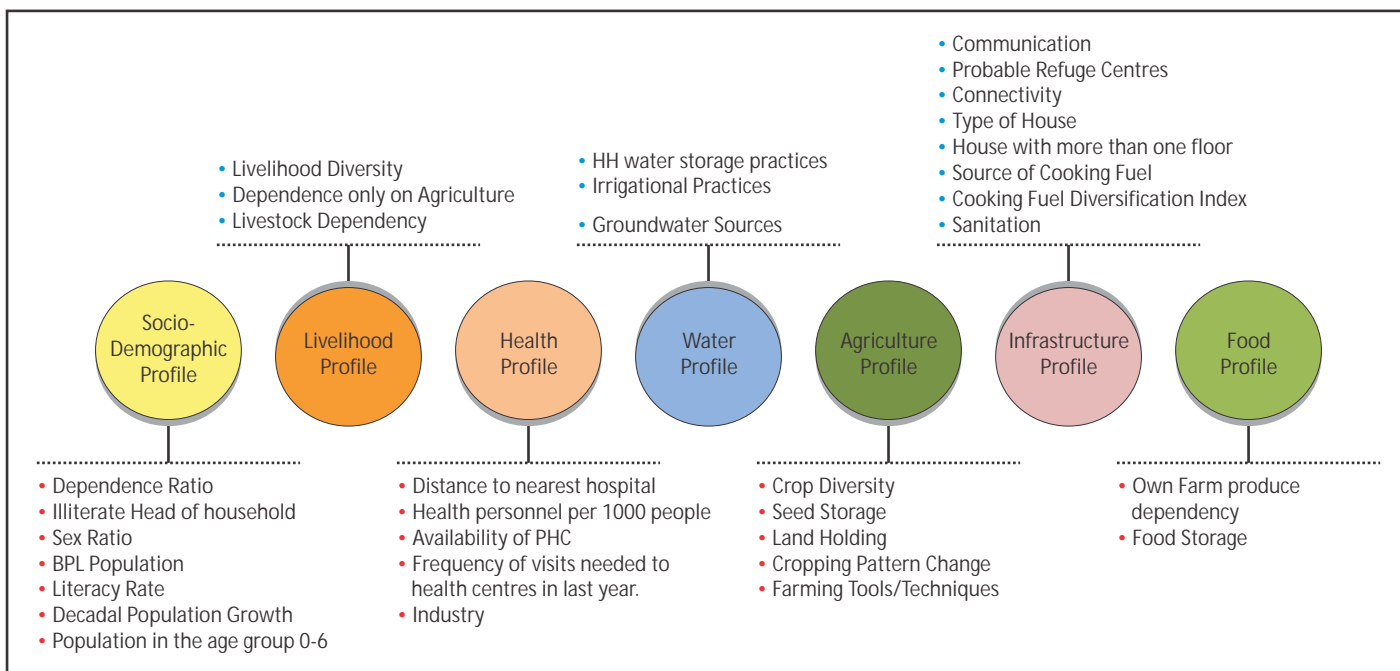 • Communication
• Probable Refuge Centres
• Connectivity
• Type of House
• House with more than one floor
• Source of Cooking Fuel
• Cooking Fuel Diversification Index
• Sanitation
• Livelihood Diversity
• Dependence only on Agriculture
• Livestock Dependency
• HH water storage practices
• Irrigational Practices
• Groundwater Sources
Socio-
Demographic
Profile
Livelihood
Profile
Health
Profile
Water
Profile
Agriculture
Profile
Infrastructure
Profile
Food
Profile
• Dependence Ratio
• Illiterate Head of household
• Sex Ratio
• BPL Population
• Literacy Rate
• Decadal Population Growth
• Population in the age group 0-6
• Distance to nearest hospital
• Health personnel per 1000 people
• Availability of PHC
• Frequency of visits needed to
health centres in last year.
• Industry
• Crop Diversity
• Seed Storage
• Land Holding
• Cropping Pattern Change
• Farming Tools/Techniques
• Own Farm produce
dependency
• Food Storage